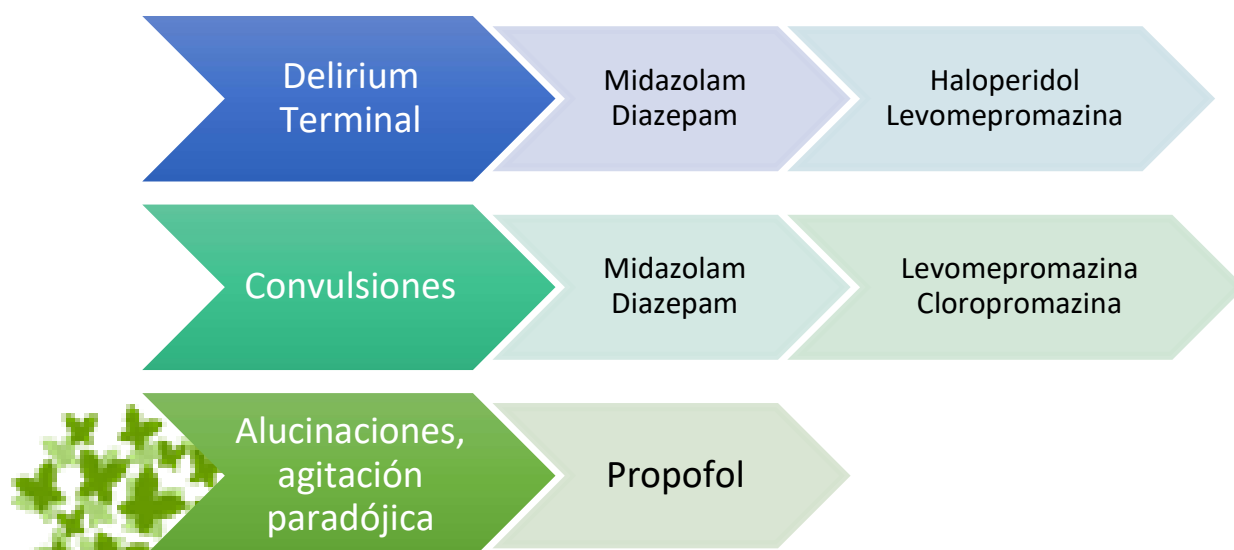 Delirium
Terminal
Midazolam
Diazepam
Haloperidol
Levomepromazina
Convulsiones
Midazolam
Diazepam
Levomepromazina
Cloropromazina
Alucinaciones,
agitación
paradójica
Propofol